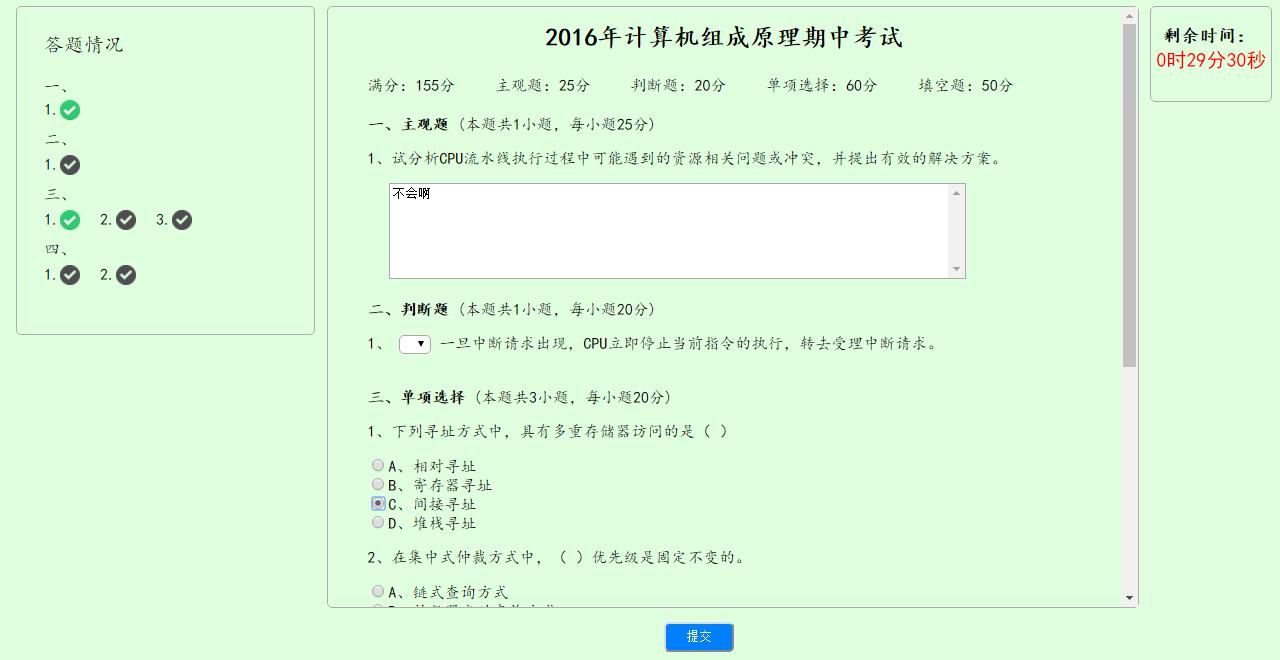 答题情况
一、
1.
二、
1.
三、
1. 2. 3.
四、
1. 2.
2016年计算机组成原理期中考试
满分：155分 主观题：25分 判断题：20分 单项选择：60分 填空题：50分
一、主观题（本题共1小题，每小题25分）
1、试分析CPU流水线执行过程中可能遇到的资源相关问题或冲突，并提出有效的解决方案。
不会啊
二、判断题（本题共1小题，每小题20分）
1、 一旦中断请求出现，CPU立即停止当前指令的执行，转去受理中断请求。
三、单项选择（本题共3小题，每小题20分）
1、下列寻址方式中，具有多重存储器访问的是（ ）
A、相对寻址
B、寄存器寻址
C、间接寻址
D、堆栈寻址
2、在集中式仲裁方式中，（ ）优先级是固定不变的。
A、链式查询方式
提交
剩余时间：
0时29分30秒